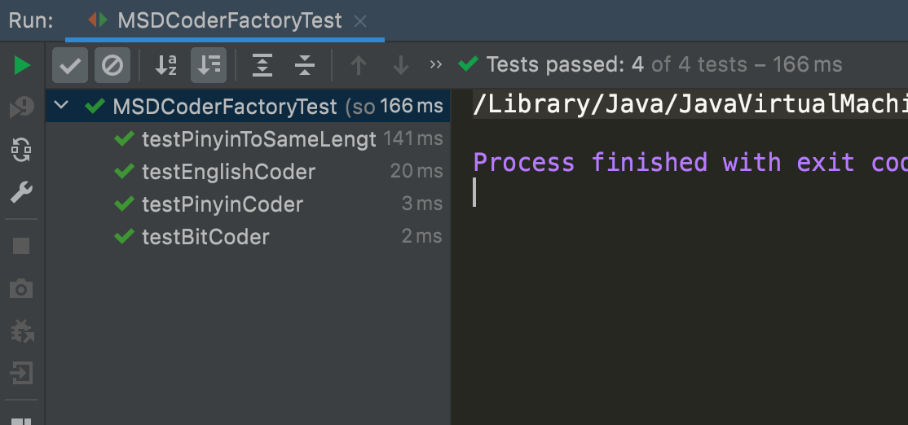 Run: MSDCoderFactoryTest
Tests passed: 4 of 4 tests – 166 ms
MSDCoderFactoryTest (so 166 ms
/Library/Java/JavaVirtualMachi
testPinyinToSameLengt 141 ms
testEnglishCoder 20 ms
Process finished with exit cod
testPinyinCoder 3 ms
testBitCoder 2 ms